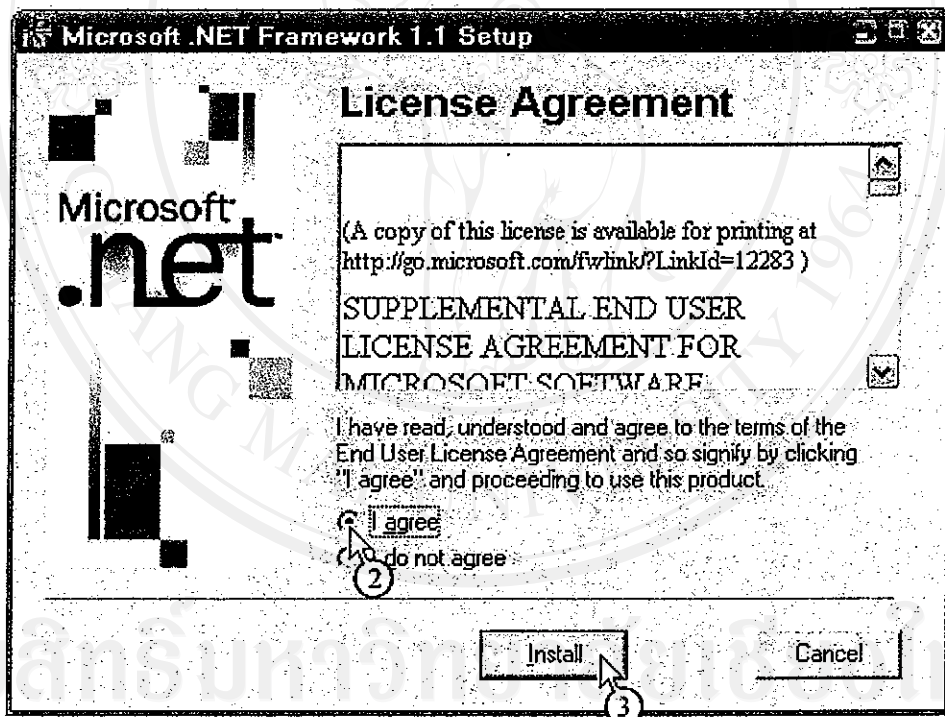 Microsoft .NET Framework 1.1 Setup
License Agreement
Microsoft
.net
(A copy of this license is available for printing at
http://go.microsoft.com/fwlink/?LinkId=12283 )
SUPPLEMENTAL END USER
LICENSE AGREEMENT FOR
MICROSOFT SOFTWARE
I have read, understood and agree to the terms of the
End User License Agreement and so signify by clicking
"I agree" and proceeding to use this product.
I agree
do not agree
2
Install
Cancel
3